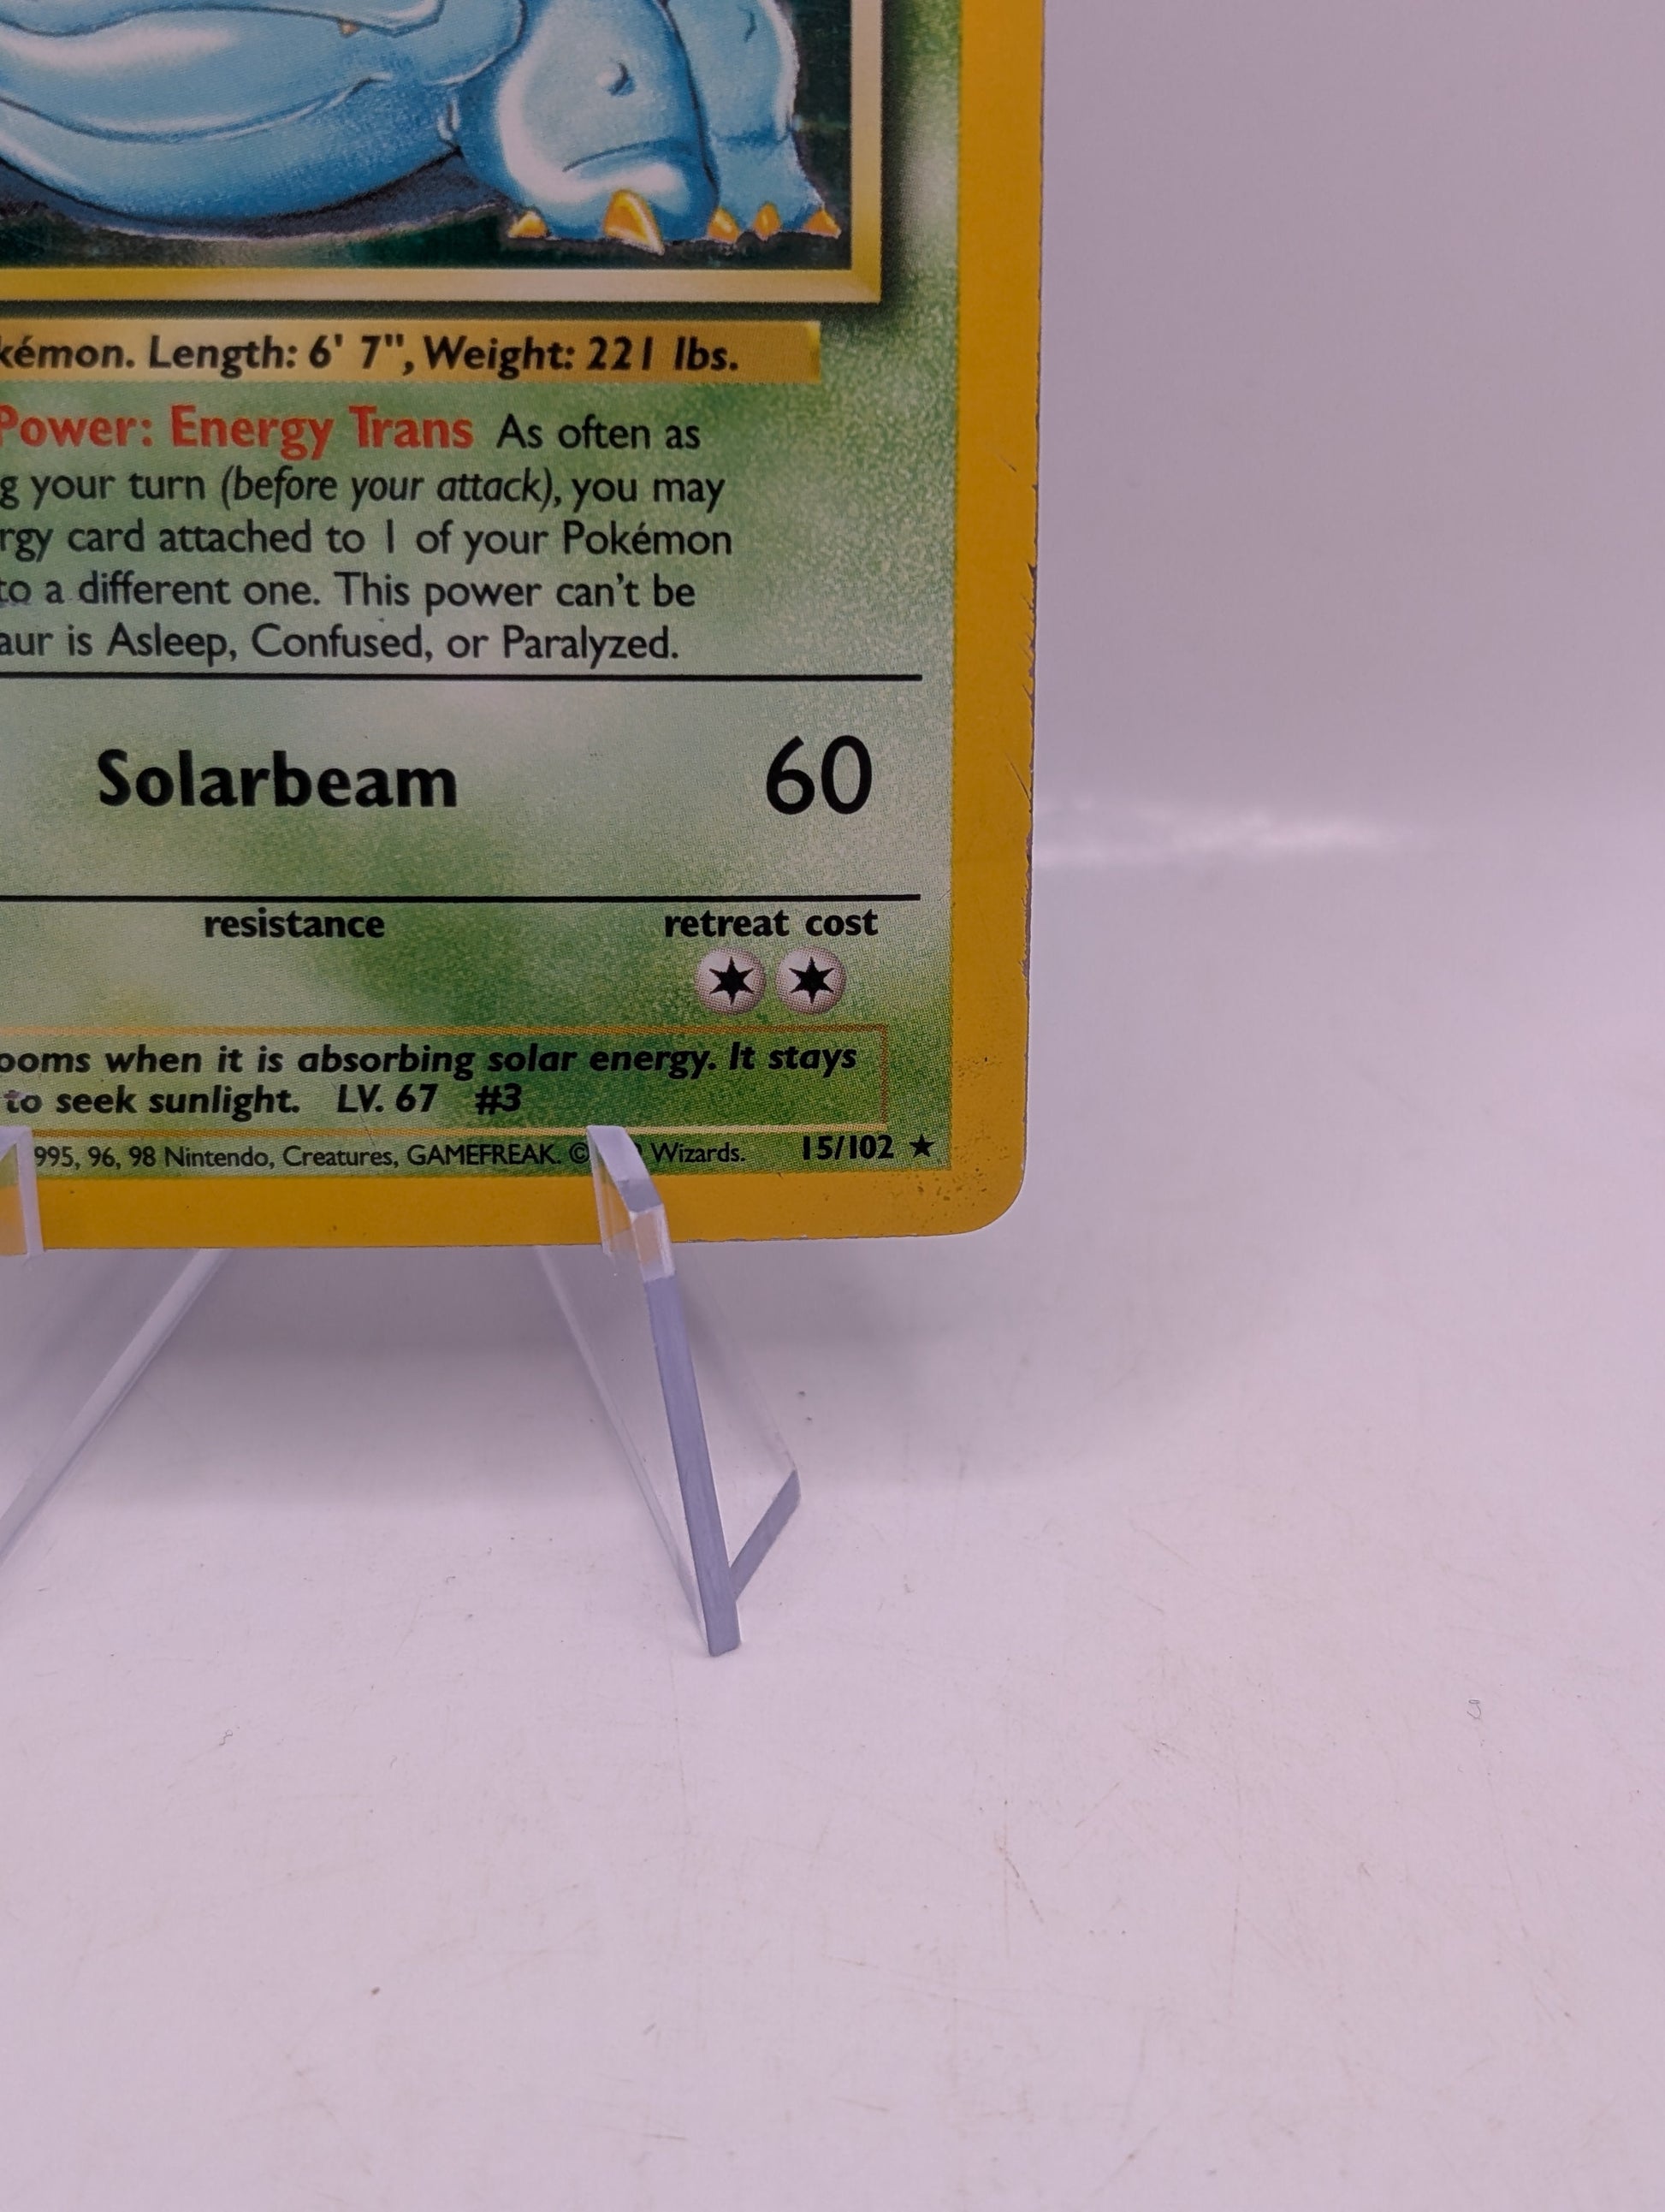 kémon. Length: 6' 7", Weight: 221 lbs.
Power: Energy Trans As often as
g your turn (before your attack), you may
rgy card attached to 1 of your Pokémon
to a different one. This power can't be
aur is Asleep, Confused, or Paralyzed.
Solarbeam 60
resistance retreat cost
ooms when it is absorbing solar energy. It stays
to seek sunlight. LV. 67 #3
995, 96, 98 Nintendo, Creatures, GAMEFREAK. © Wizards. 15/102 ★